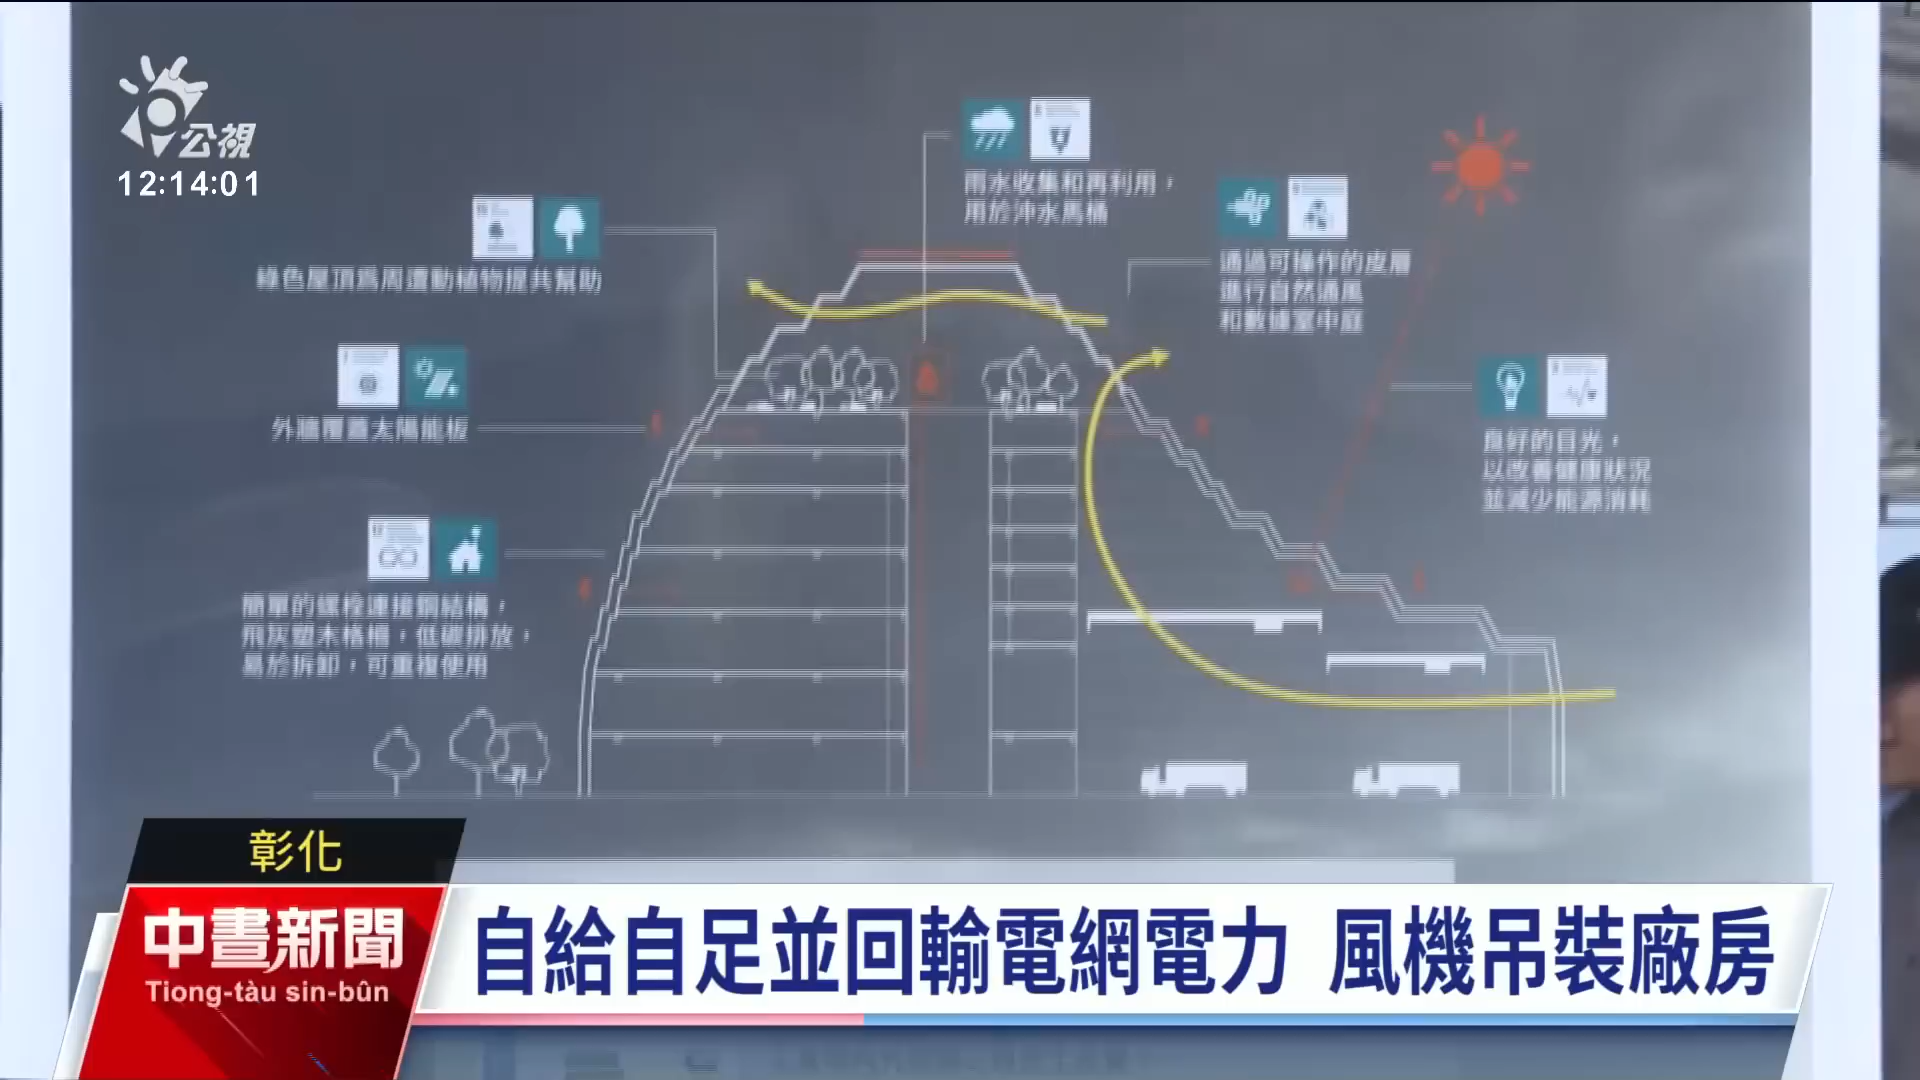 公視
12:14:01
雨水收集和再利用，
用於沖水馬桶
綠色屋頂為周遭動植物提供幫助
通過可操作的皮層
進行自然通風
和數據室中庭
外牆覆蓋太陽能板
良好的目光，
以改善健康狀況
並減少能源消耗
簡單的螺栓連接鋼結構，
飛灰塑木格柵，低碳排放，
易於拆卸，可重複使用
彰化
中晝新聞
Tiong-tàu sin-bûn
自給自足並回輸電網電力 風機吊裝廠房